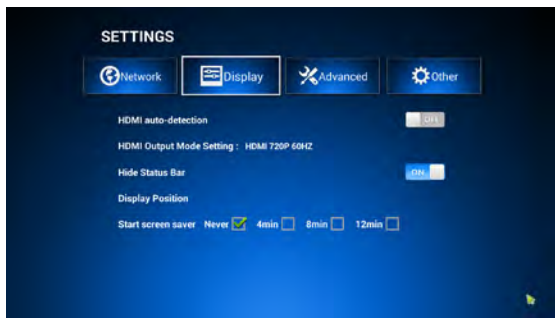 SETTINGS
Network Display Advanced Other
HDMI auto-detection OFF
HDMI Output Mode Setting : HDMI 720P 60HZ
Hide Status Bar ON
Display Position
Start screen saver Never 4min 8min 12min